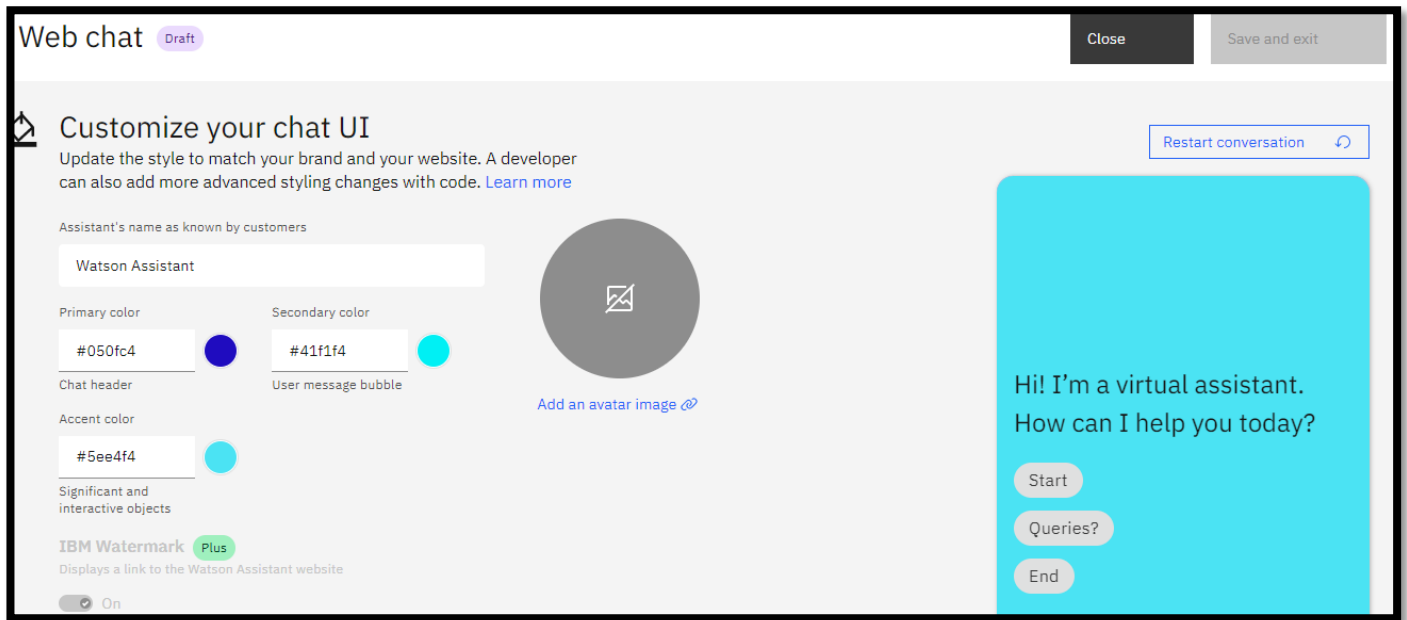 Web chat Draft
Close
Save and exit
Customize your chat UI
Update the style to match your brand and your website. A developer
can also add more advanced styling changes with code. Learn more
Restart conversation
Assistant's name as known by customers
Watson Assistant
Primary color
Secondary color
#050fc4
#41f1f4
Chat header
User message bubble
Add an avatar image
Accent color
#5ee4f4
Significant and
interactive objects
IBM Watermark Plus
Displays a link to the Watson Assistant website
On
Hi! I'm a virtual assistant.
How can I help you today?
Start
Queries?
End